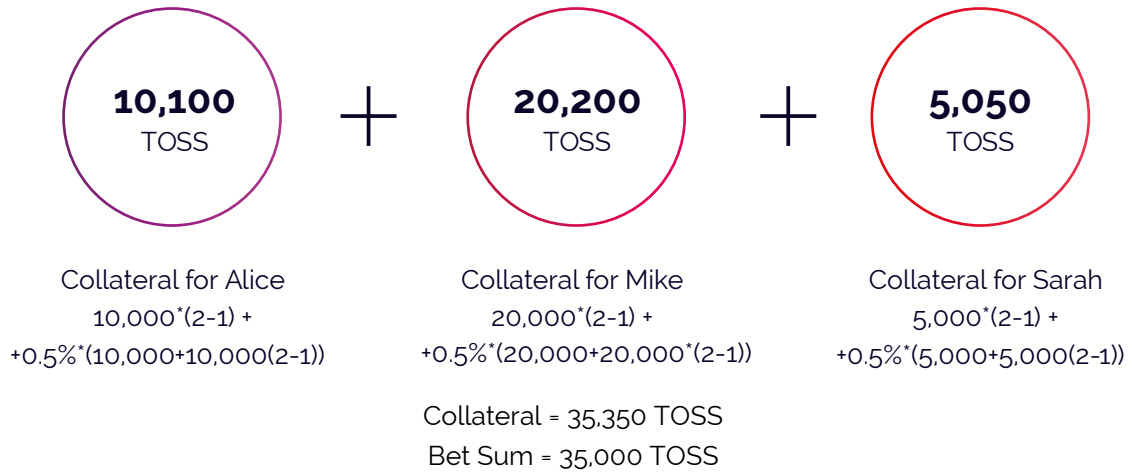 10,100
TOSS
+
20,200
TOSS
+
5,050
TOSS
Collateral for Alice
10,000*(2-1) +
+0.5%*(10,000+10,000(2-1))
Collateral for Mike
20,000*(2-1) +
+0.5%*(20,000+20,000*(2-1))
Collateral for Sarah
5,000*(2-1) +
+0.5%*(5,000+5,000(2-1))
Collateral = 35,350 TOSS
Bet Sum = 35,000 TOSS